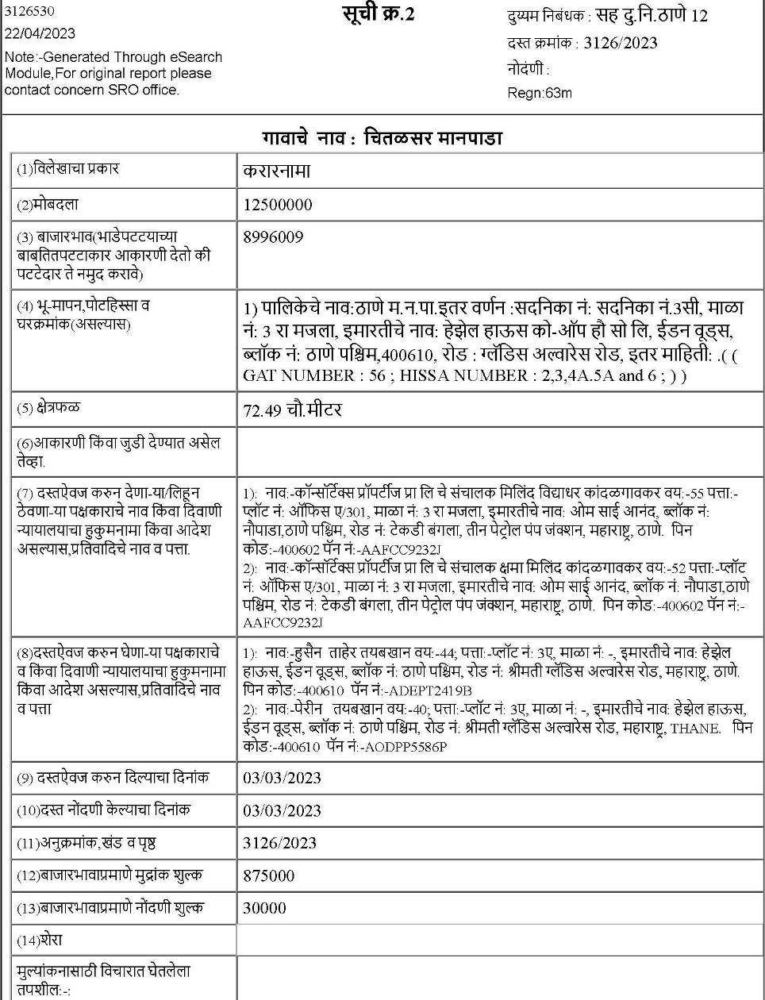 3126530
22/04/2023
Note:-Generated Through eSearch
Module,For original report please
contact concern SRO office.
सूची क्र.2
दुय्यम निबंधक : सह दु.नि.ठाणे 12
दस्त क्रमांक : 3126/2023
नोदंणी :
Regn:63m
गावाचे नाव : चितळसर मानपाडा
(1)विलेखाचा प्रकार
करारनामा
(2)मोबदला
12500000
(3) बाजारभाव(भाडेपटटयाच्या
बाबतितपटटाकार आकारणी देतो की
पटटेदार ते नमुद करावे)
8996009
(4) भू-मापन,पोटहिस्सा व
घरक्रमांक(असल्यास)
1) पालिकेचे नाव:ठाणे म.न.पा.इतर वर्णन :सदनिका नं: सदनिका नं.3सी, माळा
नं: 3 रा मजला, इमारतीचे नाव: हेझेल हाऊस को-ऑप हौ सो लि, ईडन वूड्स,
ब्लॉक नं: ठाणे पश्चिम,400610, रोड : ग्लॅडिस अल्वारेस रोड, इतर माहिती: .( (
GAT NUMBER : 56 ; HISSA NUMBER : 2,3,4A.5A and 6 ; ) )
(5) क्षेत्रफळ
72.49 चौ.मीटर
(6)आकारणी किंवा जुडी देण्यात असेल
तेव्हा.
(7) दस्तऐवज करुन देणा-या/लिहून
ठेवणा-या पक्षकाराचे नाव किंवा दिवाणी
न्यायालयाचा हुकुमनामा किंवा आदेश
असल्यास,प्रतिवादिचे नाव व पत्ता.
1): नाव:-कॉन्सॉर्टेक्स प्रॉपर्टीज प्रा लि चे संचालक मिलिंद विद्याधर कांदळगावकर वय:-55 पत्ता:-
प्लॉट नं: ऑफिस ए/301, माळा नं: 3 रा मजला, इमारतीचे नाव: ओम साई आनंद, ब्लॉक नं:
नौपाडा,ठाणे पश्चिम, रोड नं: टेकडी बंगला, तीन पेट्रोल पंप जंक्शन, महाराष्ट्र, ठाणे. पिन
कोड:-400602 पॅन नं:-AAFCC9232J
2): नाव:-कॉन्सॉर्टेक्स प्रॉपर्टीज प्रा लि चे संचालक क्षमा मिलिंद कांदळगावकर वय:-52 पत्ता:-प्लॉट
नं: ऑफिस ए/301, माळा नं: 3 रा मजला, इमारतीचे नाव: ओम साई आनंद, ब्लॉक नं: नौपाडा,ठाणे
पश्चिम, रोड नं: टेकडी बंगला, तीन पेट्रोल पंप जंक्शन, महाराष्ट्र, ठाणे. पिन कोड:-400602 पॅन नं:-
AAFCC9232J
(8)दस्तऐवज करुन घेणा-या पक्षकाराचे
व किंवा दिवाणी न्यायालयाचा हुकुमनामा
किंवा आदेश असल्यास,प्रतिवादिचे नाव
व पत्ता
1): नाव:-हुसैन ताहेर तयबखान वय:-44; पत्ता:-प्लॉट नं: 3ए, माळा नं: -, इमारतीचे नाव: हेझेल
हाऊस, ईडन वूड्स, ब्लॉक नं: ठाणे पश्चिम, रोड नं: श्रीमती ग्लॅडिस अल्वारेस रोड, महाराष्ट्र, ठाणे.
पिन कोड:-400610 पॅन नं:-ADEPT2419B
2): नाव:-पेरीन तयबखान वय:-40; पत्ता:-प्लॉट नं: 3ए, माळा नं: -, इमारतीचे नाव: हेझेल हाऊस,
ईडन वूड्स, ब्लॉक नं: ठाणे पश्चिम, रोड नं: श्रीमती ग्लॅडिस अल्वारेस रोड, महाराष्ट्र, THANE. पिन
कोड:-400610 पॅन नं:-AODPP5586P
(9) दस्तऐवज करुन दिल्याचा दिनांक
03/03/2023
(10)दस्त नोंदणी केल्याचा दिनांक
03/03/2023
(11)अनुक्रमांक,खंड व पृष्ठ
3126/2023
(12)बाजारभावाप्रमाणे मुद्रांक शुल्क
875000
(13)बाजारभावाप्रमाणे नोंदणी शुल्क
30000
(14)शेरा
मुल्यांकनासाठी विचारात घेतलेला
तपशील:-: